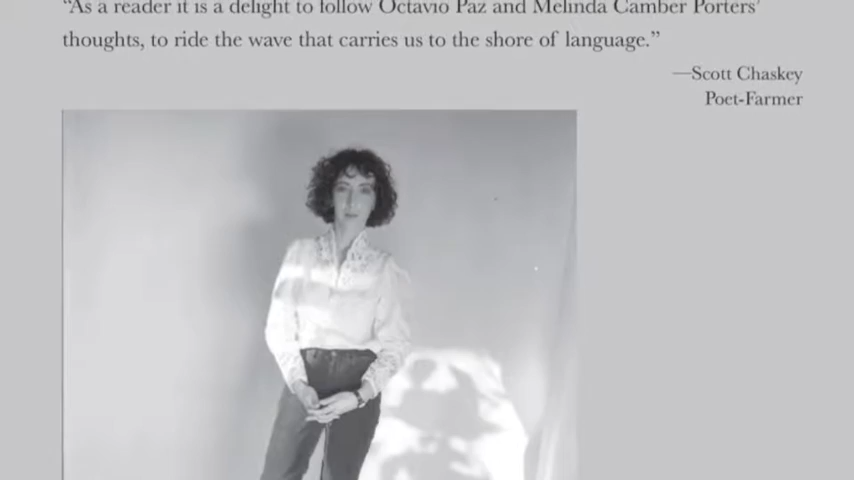 “As a reader it is a delight to follow Octavio Paz and Melinda Camber Porters’
thoughts, to ride the wave that carries us to the shore of language.”
—Scott Chaskey
Poet-Farmer